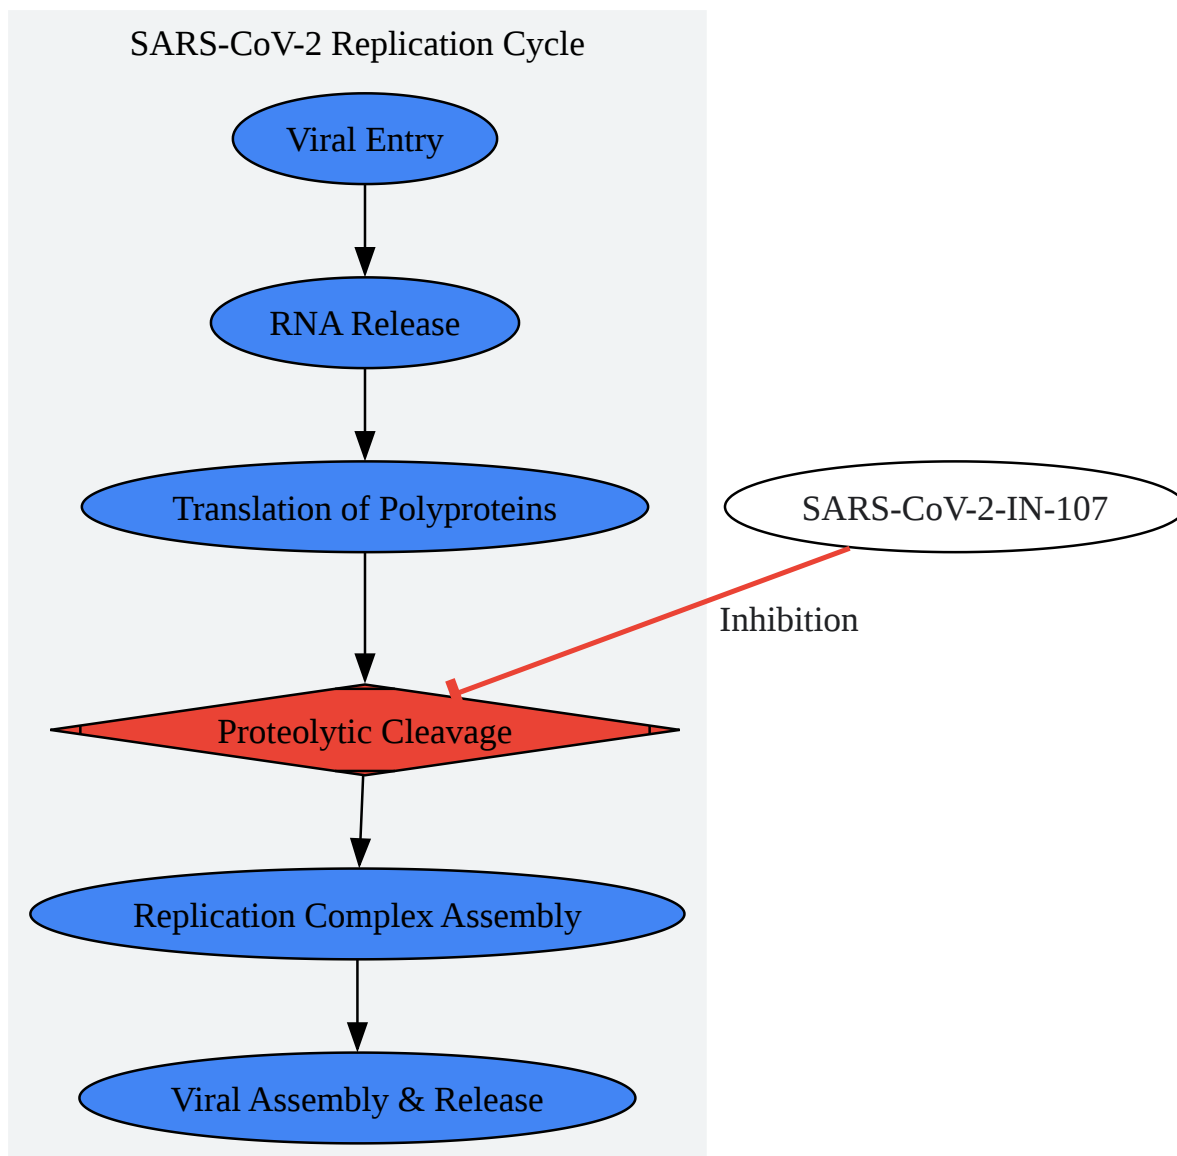 SARS-CoV-2 Replication Cycle
Viral Entry
RNA Release
Translation of Polyproteins
SARS-CoV-2-IN-107
Inhibition
Proteolytic Cleavage
Replication Complex Assembly
Viral Assembly & Release